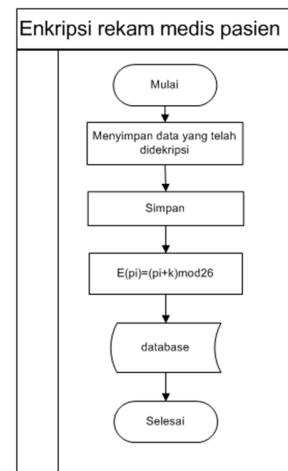 Enkripsi rekam medis pasien
Mulai
Menyimpan data yang telah
didekripsi
Simpan
E(pi)=(pi+k)mod26
database
Selesai